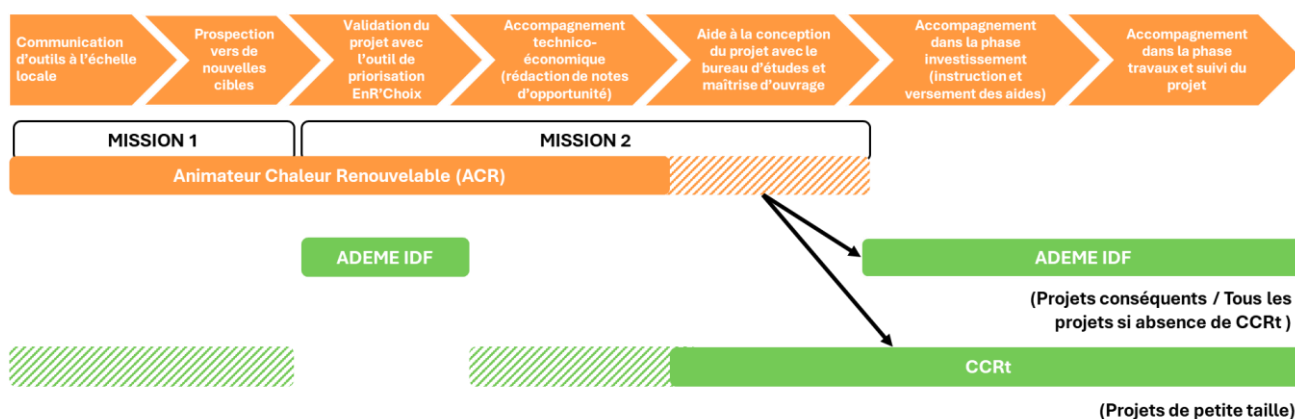 Communication
d'outils à l'échelle
locale
Prospection
vers de
nouvelles
cibles
Validation du
projet avec
l'outil de
priorisation
EnR'Choix
Accompagnement
technico-
économique
(rédaction de notes
d'opportunité)
Aide à la conception
du projet avec le
bureau d'études et
maîtrise d'ouvrage
Accompagnement
dans la phase
investissement
(instruction et
versement des aides)
Accompagnement
dans la phase
travaux et suivi du
projet
MISSION 1
MISSION 2
Animateur Chaleur Renouvelable (ACR)
ADEME IDF
ADEME IDF
(Projets conséquents / Tous les
projets si absence de CCRt )
CCRt
(Projets de petite taille)